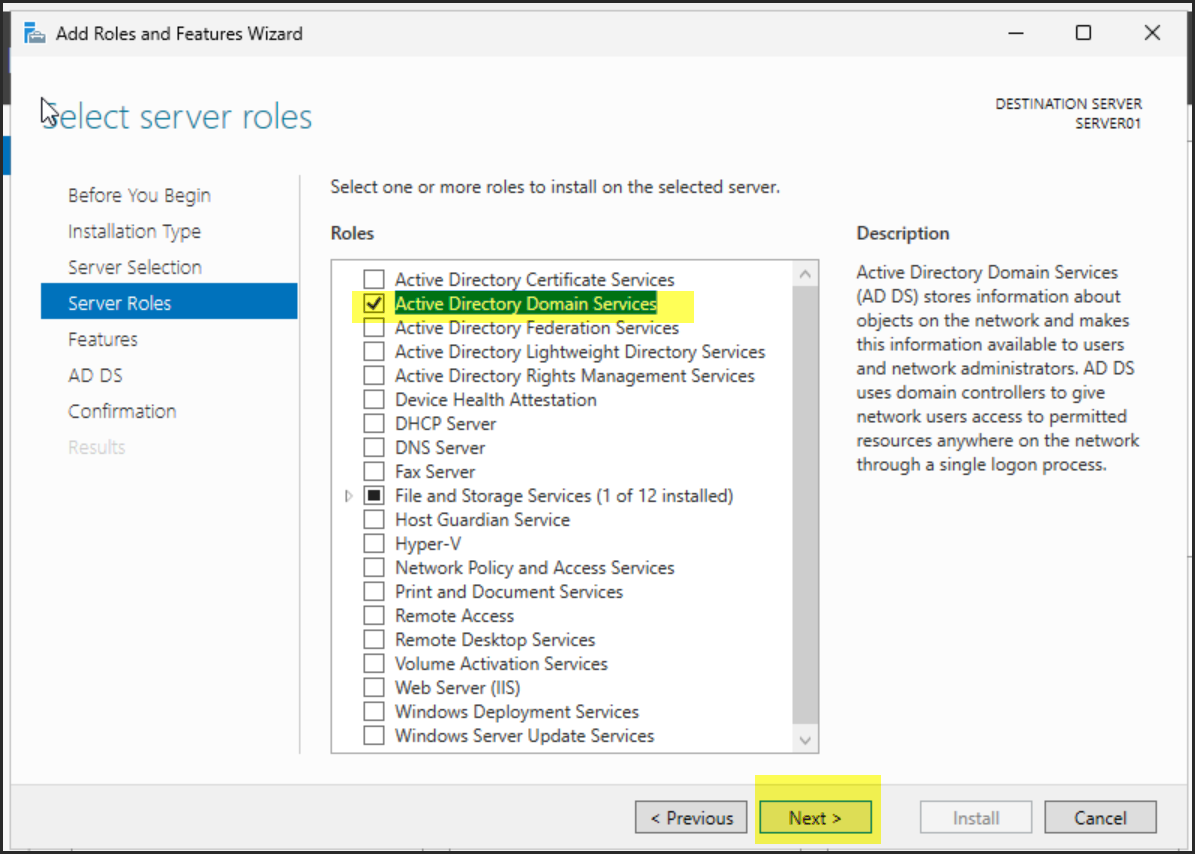 Add Roles and Features Wizard
Select server roles
DESTINATION SERVER
SERVER01
Before You Begin
Installation Type
Server Selection
Server Roles
Features
AD DS
Confirmation
Results
Select one or more roles to install on the selected server.
Roles
Active Directory Certificate Services
Active Directory Domain Services
Active Directory Federation Services
Active Directory Lightweight Directory Services
Active Directory Rights Management Services
Device Health Attestation
DHCP Server
DNS Server
Fax Server
File and Storage Services (1 of 12 installed)
Host Guardian Service
Hyper-V
Network Policy and Access Services
Print and Document Services
Remote Access
Remote Desktop Services
Volume Activation Services
Web Server (IIS)
Windows Deployment Services
Windows Server Update Services
Description
Active Directory Domain Services
(AD DS) stores information about
objects on the network and makes
this information available to users
and network administrators. AD DS
uses domain controllers to give
network users access to permitted
resources anywhere on the network
through a single logon process.
< Previous
Next >
Install
Cancel